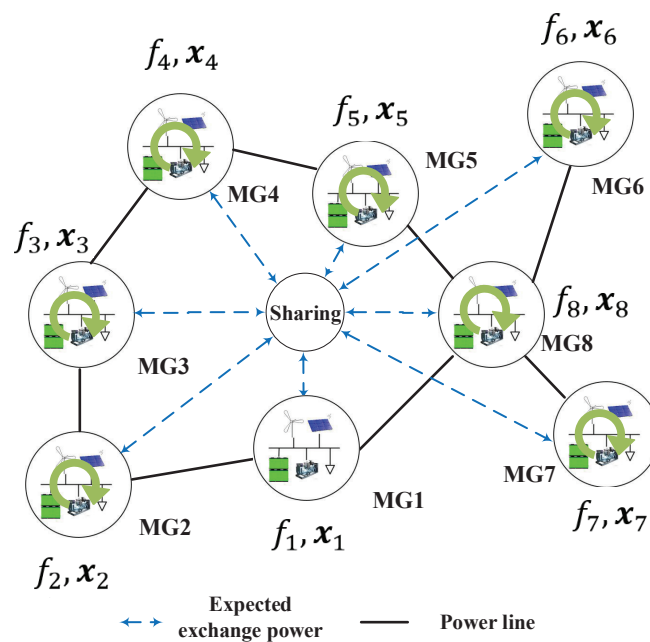 f₄, x₄
f₆, x₆
f₅, x₅
MG5
MG4
MG6
f₃, x₃
Sharing
f₈, x₈
MG8
MG3
MG7
MG2
MG1
f₁, x₁
f₇, x₇
f₂, x₂
Expected
exchange power
Power line